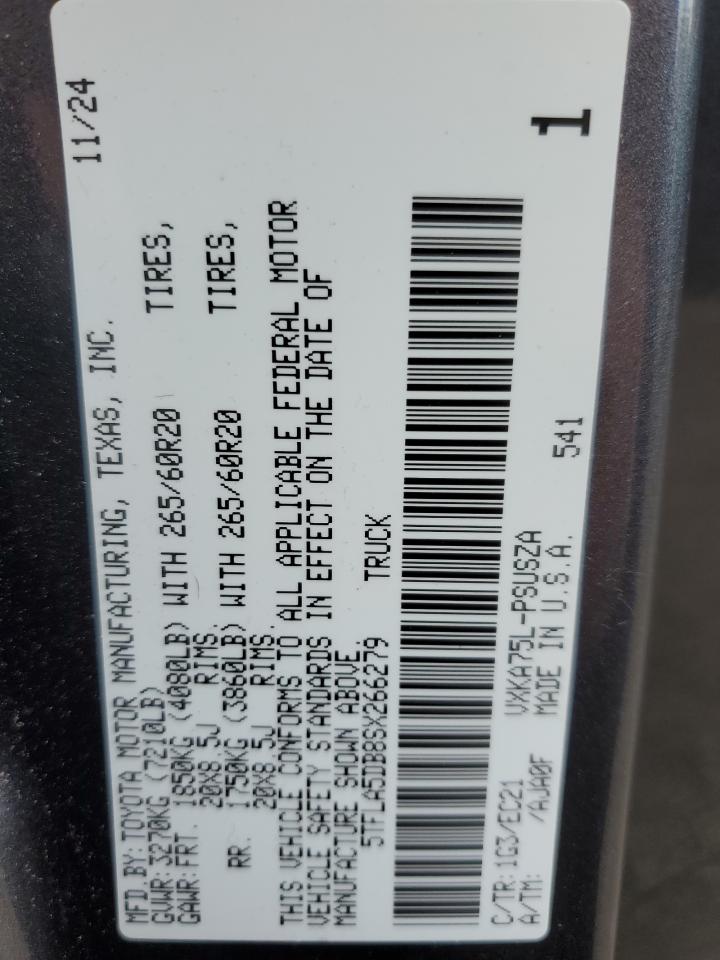 MFD BY: TOYOTA MOTOR MANUFACTURING, TEXAS, INC. 11/24
GVWR: 3270KG (7210LB)
GAWR: FRT. 1850KG (4080LB) WITH 265/60R20 TIRES,
20X8.5J RIMS.
RR. 1750KG (3860LB) WITH 265/60R20 TIRES,
20X8.5J RIMS.
THIS VEHICLE CONFORMS TO ALL APPLICABLE FEDERAL MOTOR
VEHICLE SAFETY STANDARDS IN EFFECT ON THE DATE OF
MANUFACTURE SHOWN ABOVE.
5TFLA5DB8SX266279 TRUCK
1
C/TR: 1G3/EC21 VXKA75L-PSUSZA 541
A/TM: /AJA0F MADE IN U.S.A.